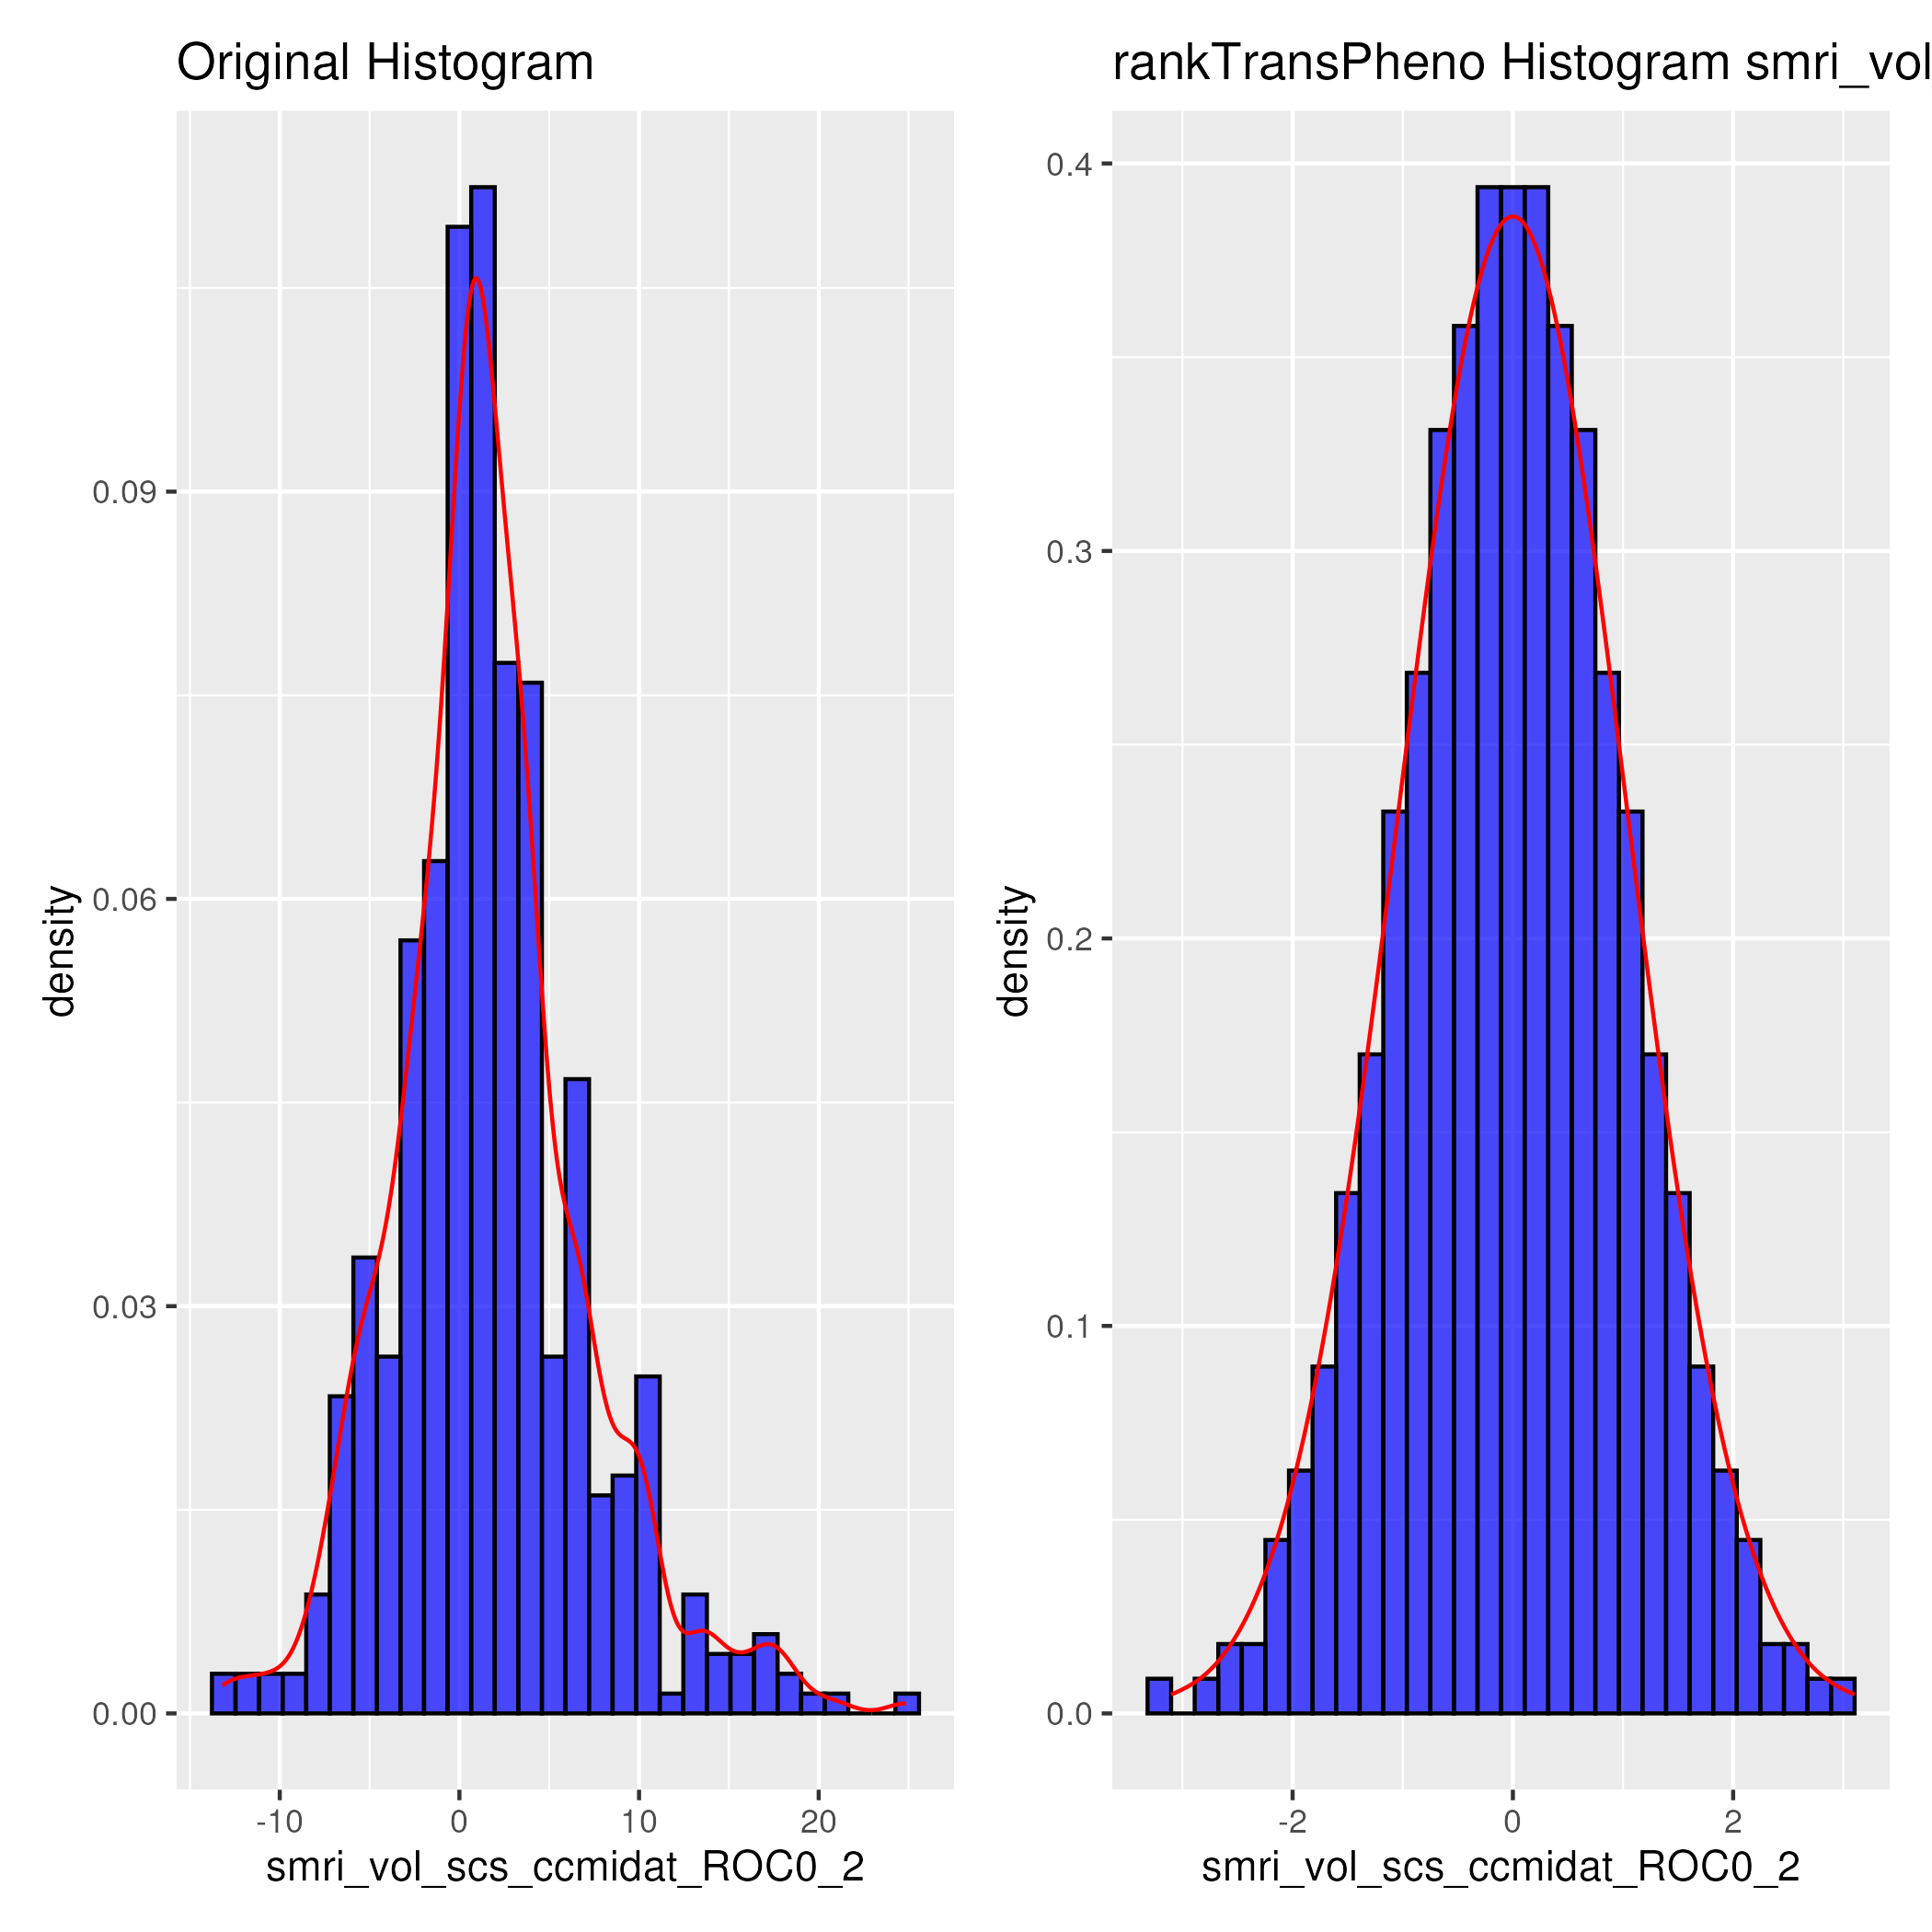 Original Histogram
density
0.09
0.06
0.03
0.00
-10 0 10 20
smri_vol_scs_ccmidat_ROC0_2
rankTransPheno Histogram smri_vol
density
0.4
0.3
0.2
0.1
0.0
-2 0 2
smri_vol_scs_ccmidat_ROC0_2